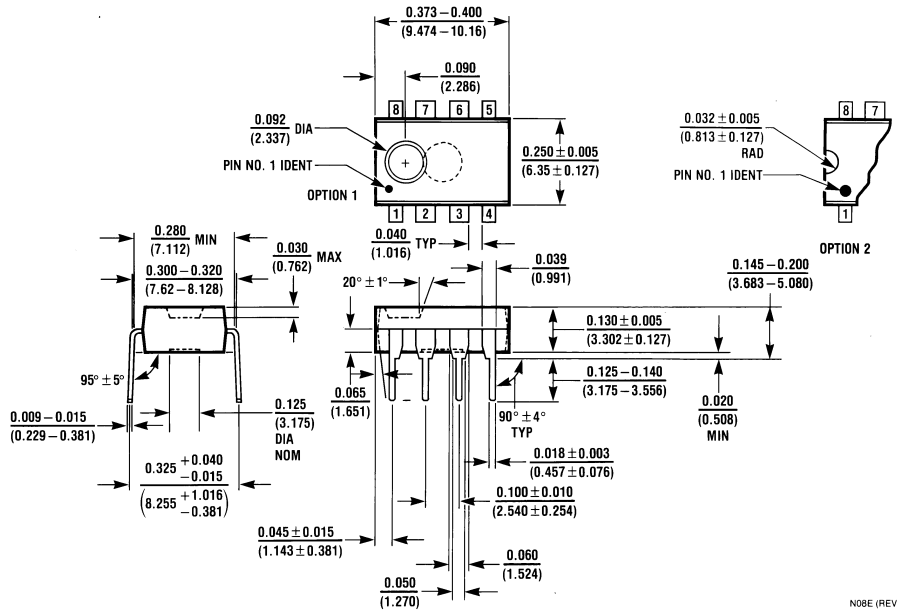 0.373 – 0.400
(9.474 – 10.16)
0.090
(2.286)
8 7 6 5
0.092 DIA
(2.337)
PIN NO. 1 IDENT
OPTION 1
1 2 3 4
0.250 ± 0.005
(6.35 ± 0.127)
0.032 ± 0.005
(0.813 ± 0.127)
RAD
PIN NO. 1 IDENT
8 7
1
OPTION 2
0.280 MIN
(7.112)
0.300 – 0.320
(7.62 – 8.128)
0.030 MAX
(0.762)
0.040 TYP
(1.016)
20° ± 1°
0.039
(0.991)
0.145 – 0.200
(3.683 – 5.080)
0.130 ± 0.005
(3.302 ± 0.127)
95° ± 5°
0.009 – 0.015
(0.229 – 0.381)
0.125
(3.175)
DIA
NOM
0.065
(1.651)
90° ± 4°
TYP
0.125 – 0.140
(3.175 – 3.556)
0.020
(0.508)
MIN
0.325 +0.040
−0.015
(8.255 +1.016
−0.381)
0.018 ± 0.003
(0.457 ± 0.076)
0.100 ± 0.010
(2.540 ± 0.254)
0.045 ± 0.015
(1.143 ± 0.381)
0.060
(1.524)
0.050
(1.270)
N08E (REV